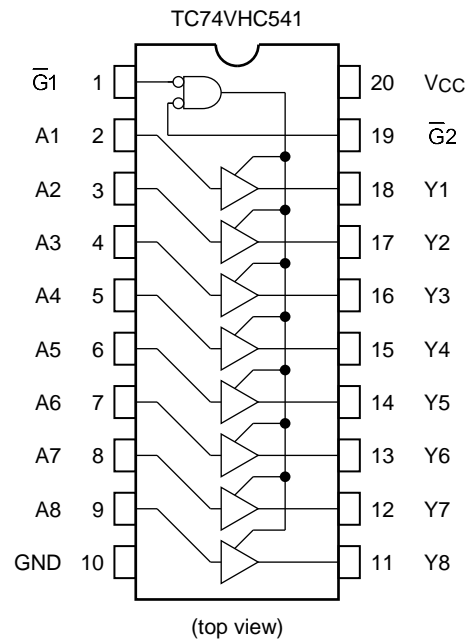 TC74VHC541
G̅1 1 20 VCC
A1 2 19 G̅2
A2 3 18 Y1
A3 4 17 Y2
A4 5 16 Y3
A5 6 15 Y4
A6 7 14 Y5
A7 8 13 Y6
A8 9 12 Y7
GND 10 11 Y8
(top view)